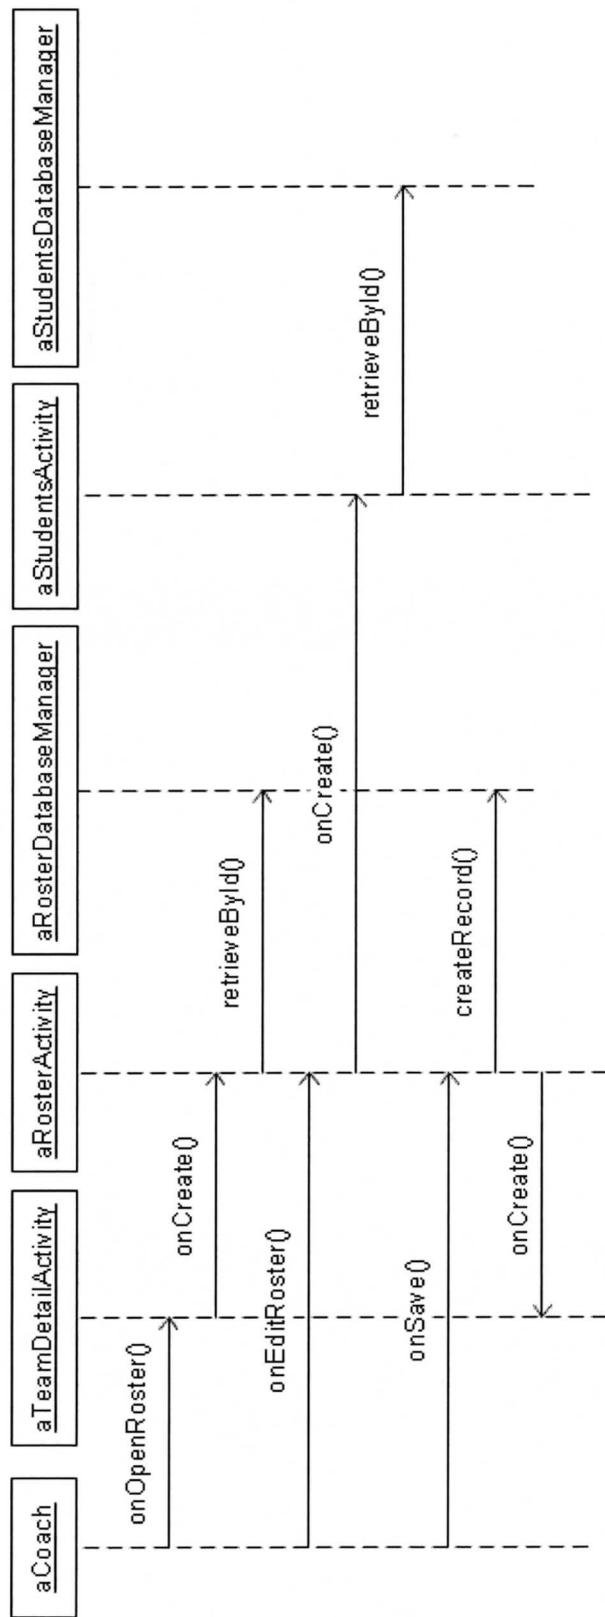 aCoach
aTeamDetailActivity
aRosterActivity
aRosterDatabaseManager
aStudentsActivity
aStudentsDatabaseManager
onOpenRoster()
onCreate()
retrieveById()
onEditRoster()
onCreate()
retrieveById()
onSave()
createRecord()
onCreate()